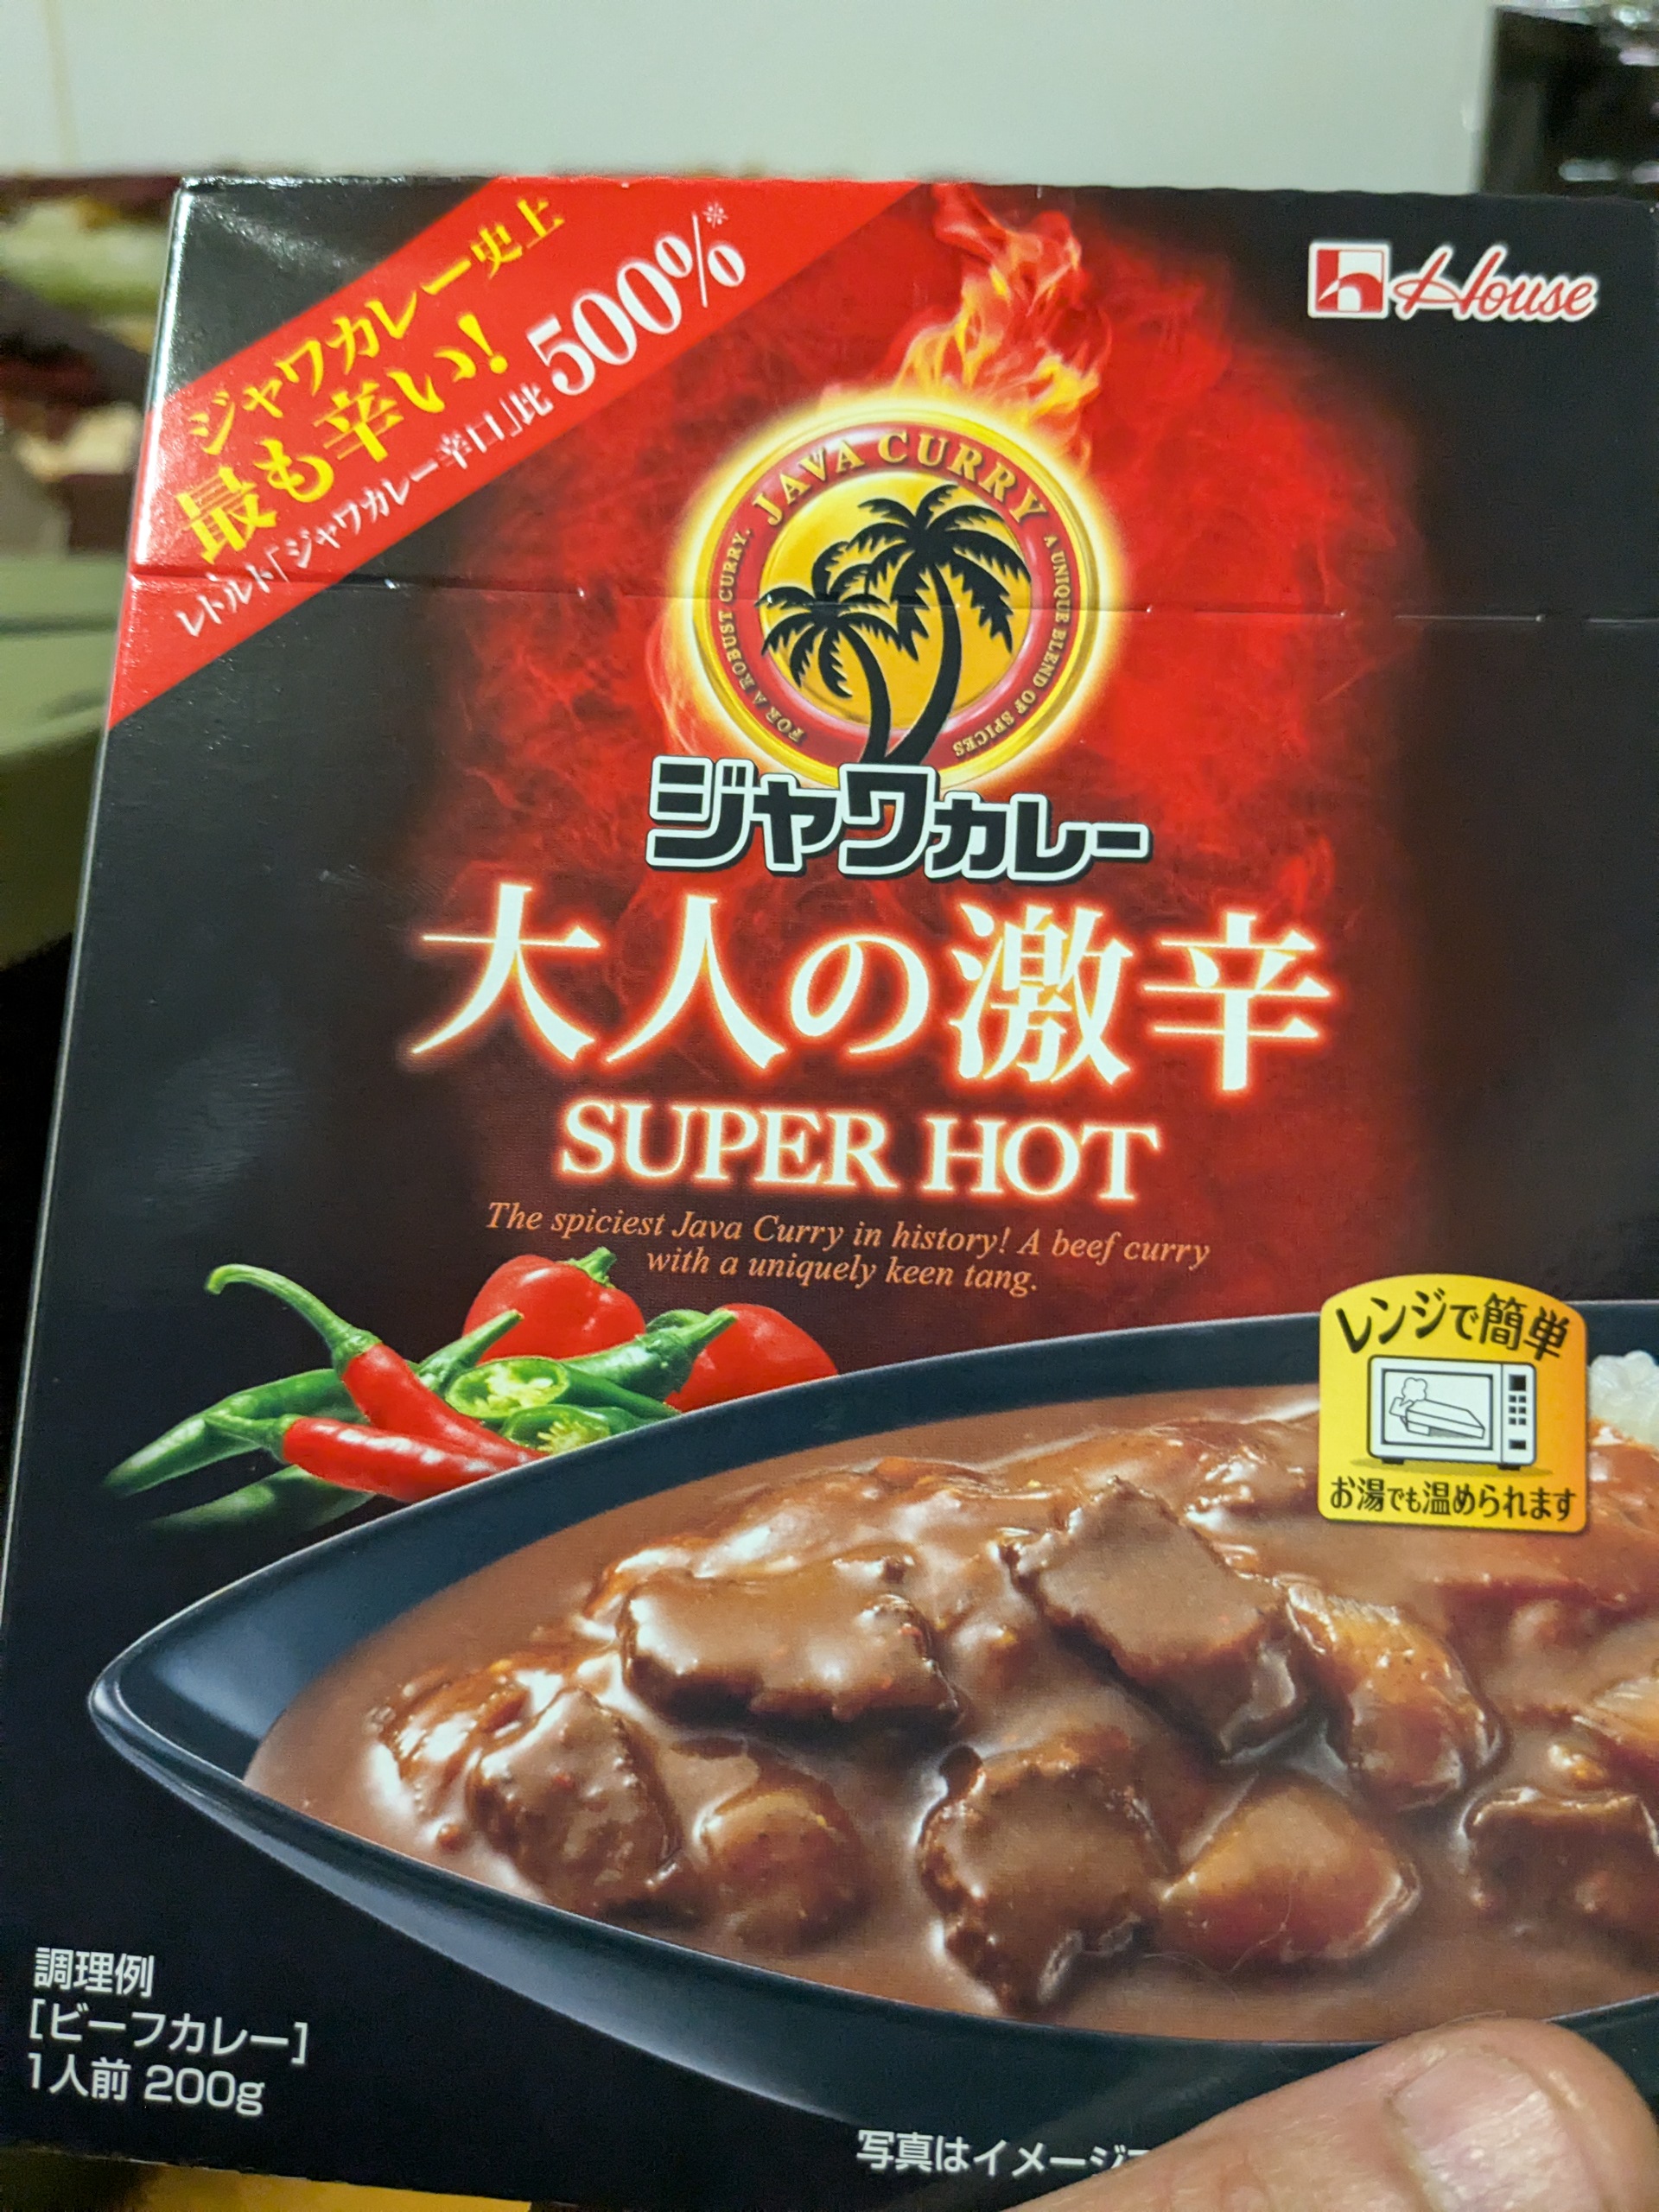 ジャワカレー史上
最も辛い!
レトルト「ジャワカレー辛口」比 500%※
House
JAVA CURRY
FOR A ROBUST CURRY.
A UNIQUE BLEND OF SPICES
ジャワカレー
大人の激辛
SUPER HOT
The spiciest Java Curry in history! A beef curry
with a uniquely keen tang.
レンジで簡単
お湯でも温められます
調理例
[ビーフカレー]
1人前 200g
写真はイメージ